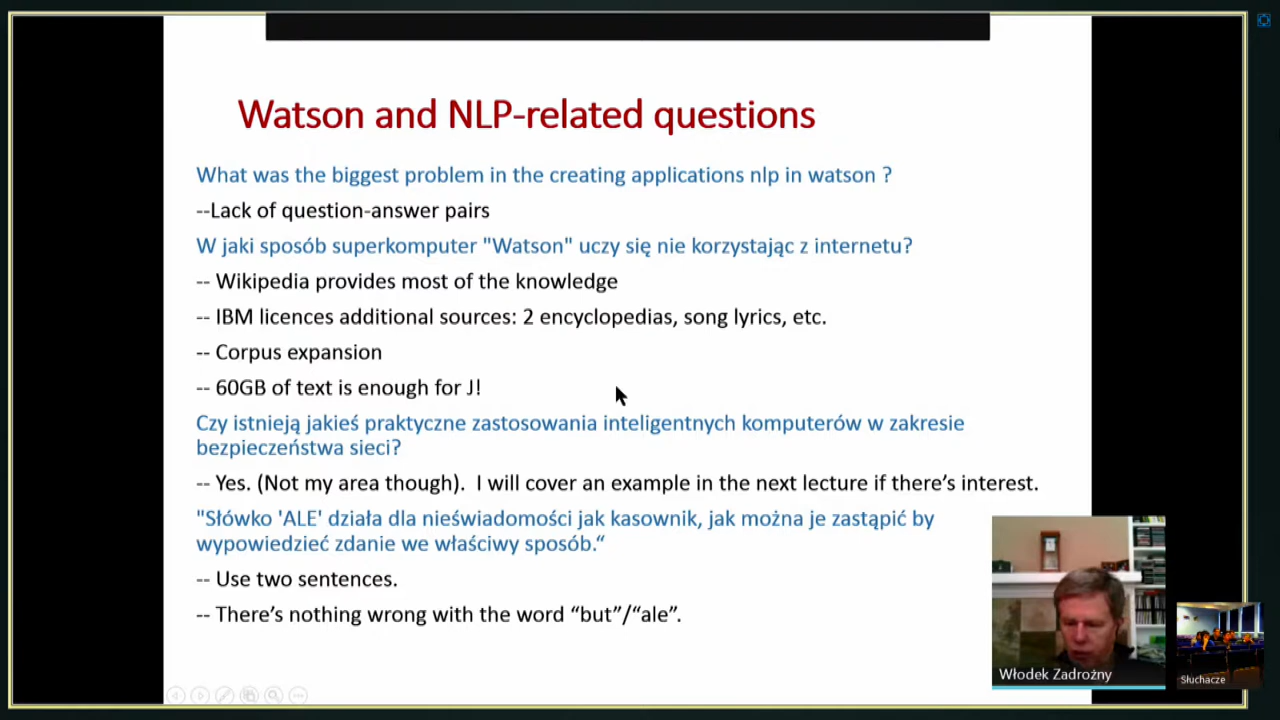 Watson and NLP-related questions
What was the biggest problem in the creating applications nlp in watson ?
--Lack of question-answer pairs
W jaki sposób superkomputer "Watson" uczy się nie korzystając z internetu?
-- Wikipedia provides most of the knowledge
-- IBM licences additional sources: 2 encyclopedias, song lyrics, etc.
-- Corpus expansion
-- 60GB of text is enough for J!
Czy istnieją jakieś praktyczne zastosowania inteligentnych komputerów w zakresie
bezpieczeństwa sieci?
-- Yes. (Not my area though).  I will cover an example in the next lecture if there’s interest.
"Słówko 'ALE' działa dla nieświadomości jak kasownik, jak można je zastąpić by
wypowiedzieć zdanie we właściwy sposób.“
-- Use two sentences.
-- There’s nothing wrong with the word “but”/“ale”.
Włodek Zadrożny
Słuchacze